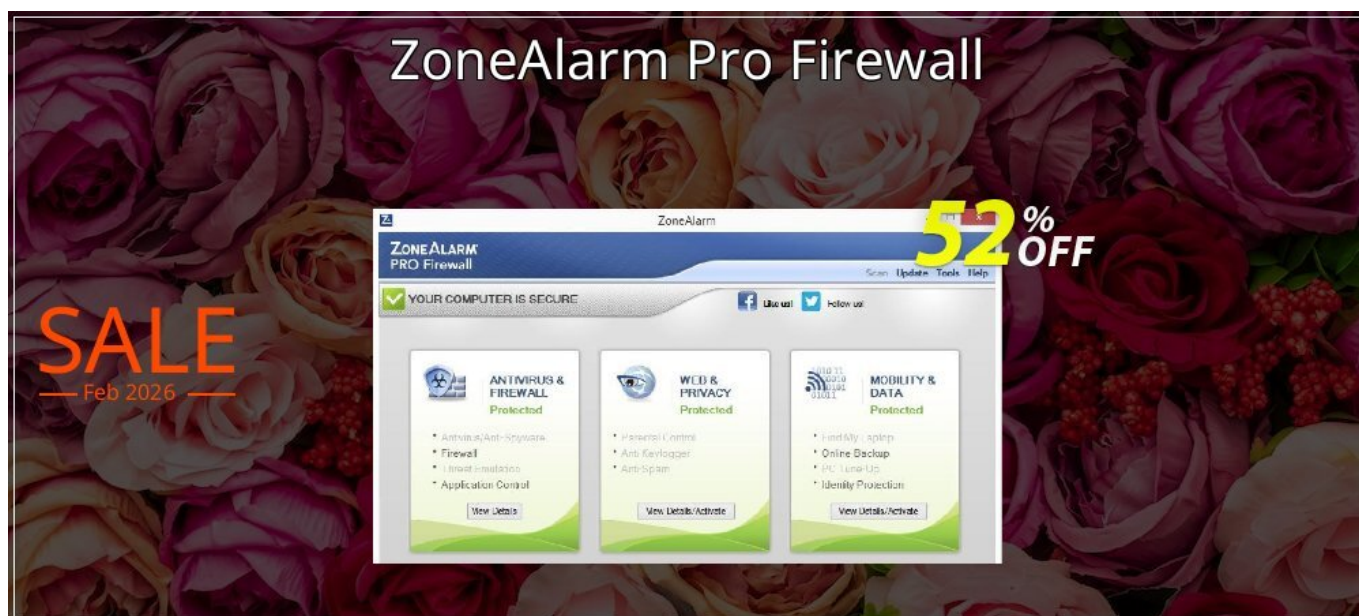 ZoneAlarm Pro Firewall
52% OFF
SALE
Feb 2026
ZoneAlarm
ZONEALARM
PRO Firewall
Scan Update Tools Help
YOUR COMPUTER IS SECURE
Like us!
Follow us!
ANTIVIRUS &
FIREWALL
Protected
Antivirus/Anti-Spyware
Firewall
Threat Emulation
Application Control
View Details
WEB &
PRIVACY
Protected
Parental Control
Anti-Keylogger
Anti-Spam
View Details/Activate
MOBILITY &
DATA
Protected
Find My Laptop
Online Backup
PC Tune-Up
Identity Protection
View Details/Activate